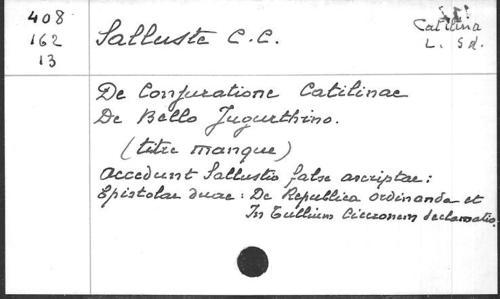 408
162
13
Salluste C. C.
Catilina
L. Sd.
De Conjuratione Catilinae
De Bello Jugurthino.
(titre manque)
Accedunt Sallustio falso ascriptae:
Epistolae duae: De Republica ordinanda et
In Tullium Ciceronem declamatio.